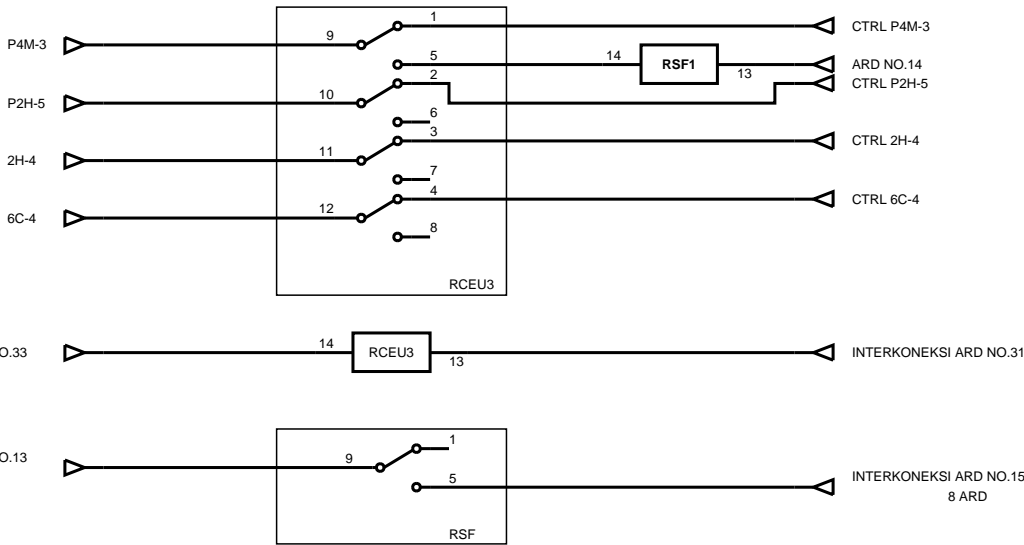 1
CTRL P4M-3
P4M-3
9
5
14
RSF1
13
ARD NO.14
2
CTRL P2H-5
P2H-5
10
6
3
CTRL 2H-4
2H-4
11
7
4
CTRL 6C-4
6C-4
12
8
RCEU3
O.33
14
RCEU3
13
INTERKONEKSI ARD NO.31
O.13
9
1
5
INTERKONEKSI ARD NO.15
8 ARD
RSF